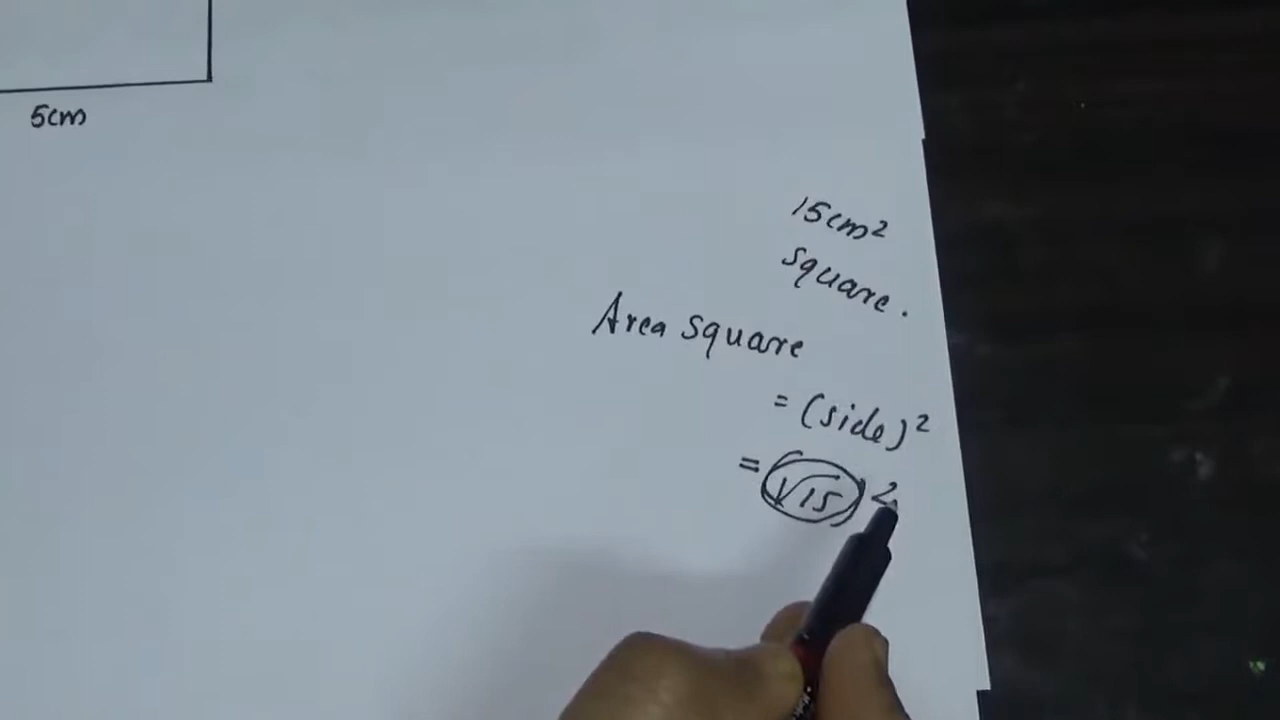 5cm
15cm²
square.
Area square
= (side)²
= (√15)²